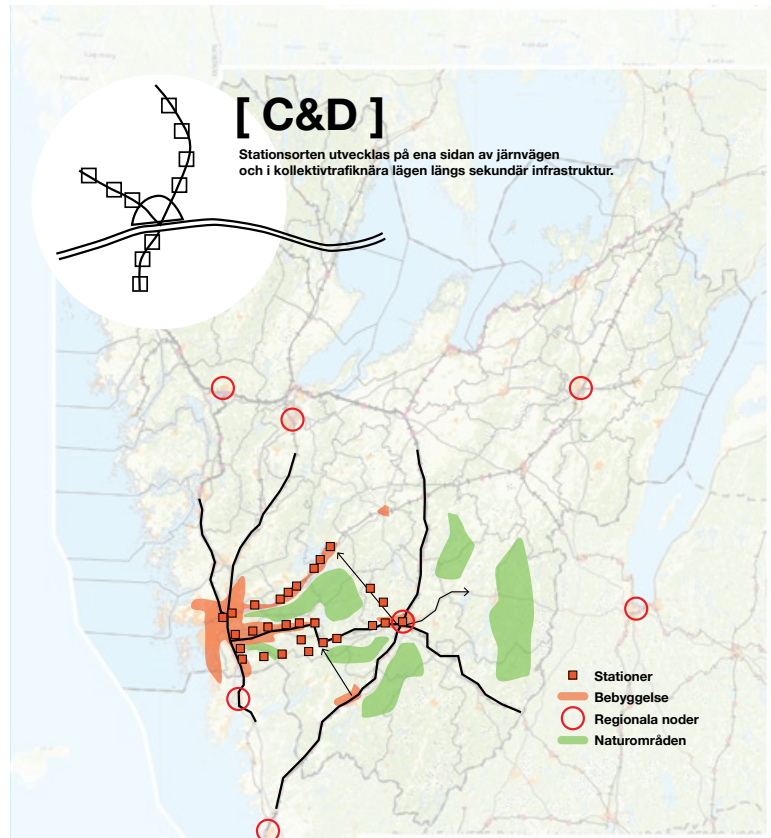 [ C&D ]
Stationsorten utvecklas på ena sidan av järnvägen
och i kollektivtrafiknära lägen längs sekundär infrastruktur.
Stationer
Bebyggelse
Regionala noder
Naturområden